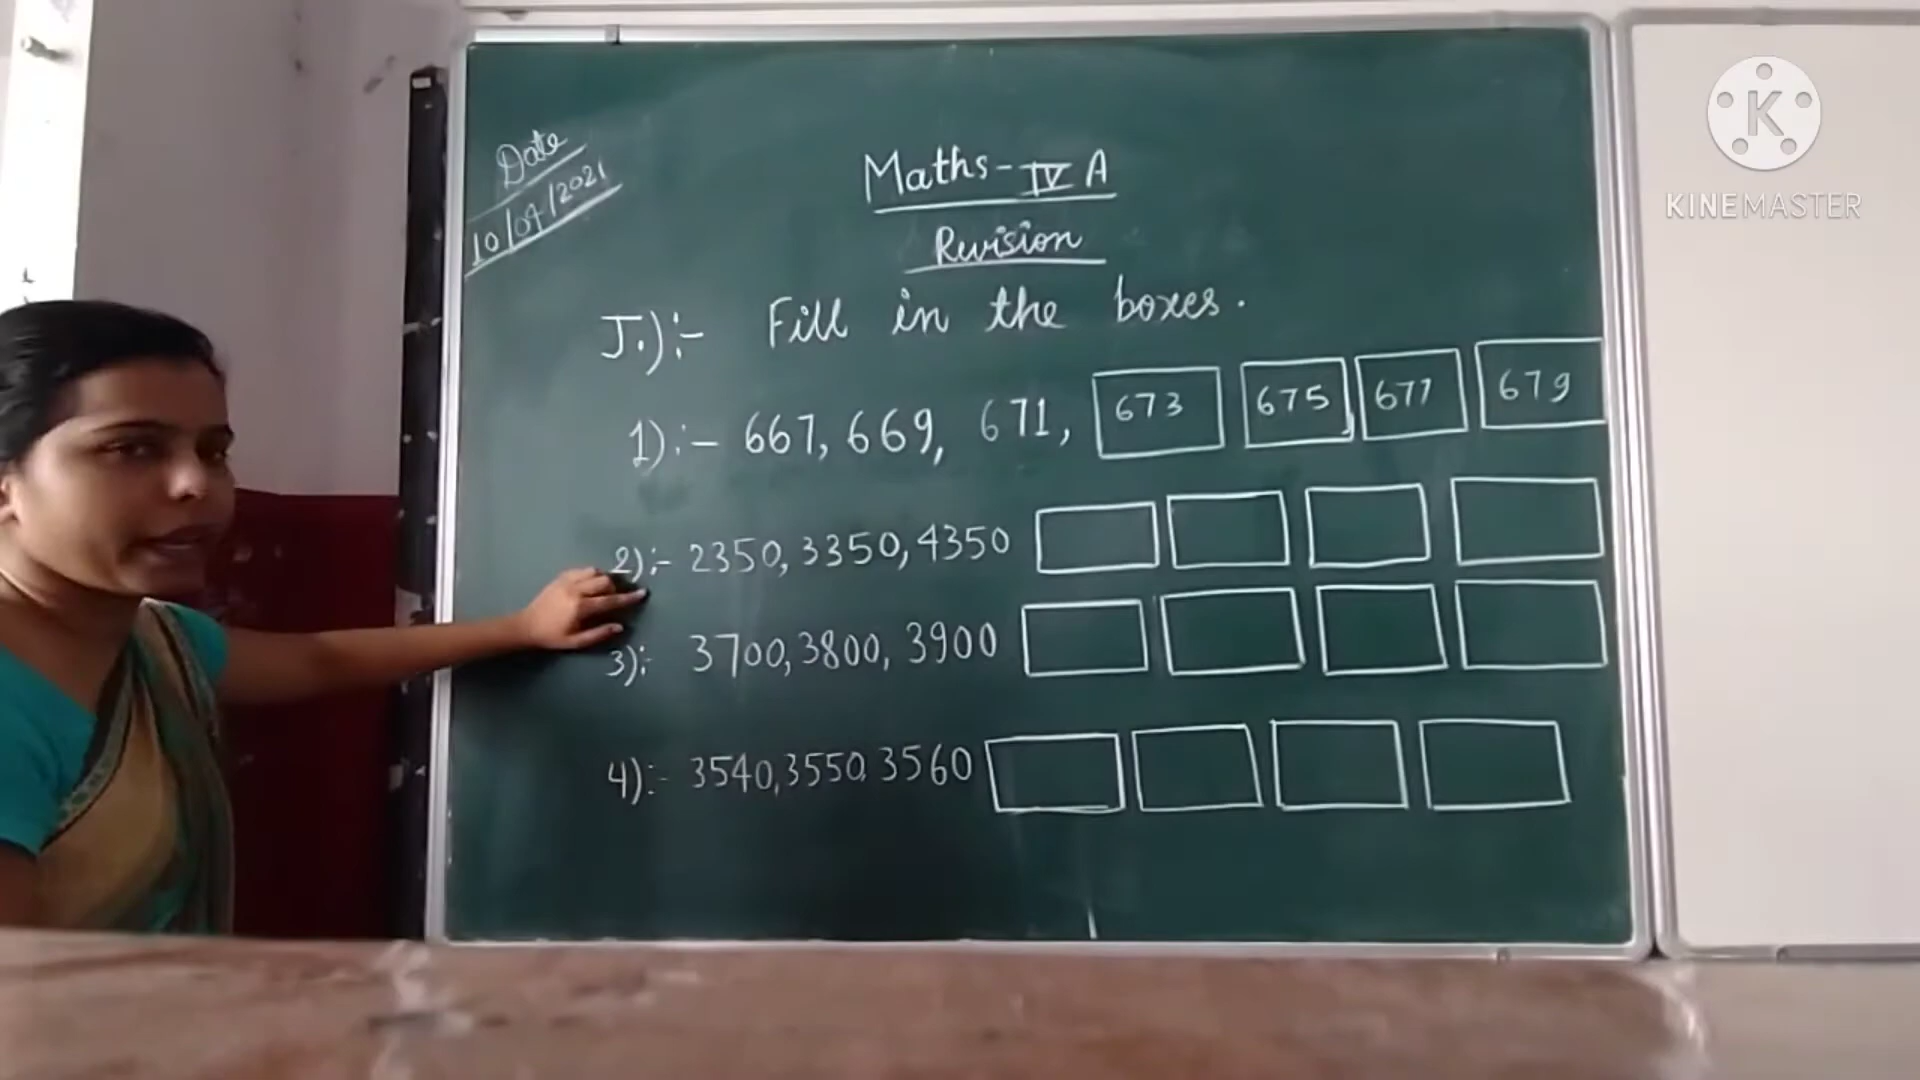 Date
10/09/2021
Maths-IV A
Revision
J.):- Fill in the boxes.
1):- 667, 669, 671, 673 675 677 679
2):- 2350, 3350, 4350
3):- 3700, 3800, 3900
4):- 3540, 3550, 3560
K
KINEMASTER